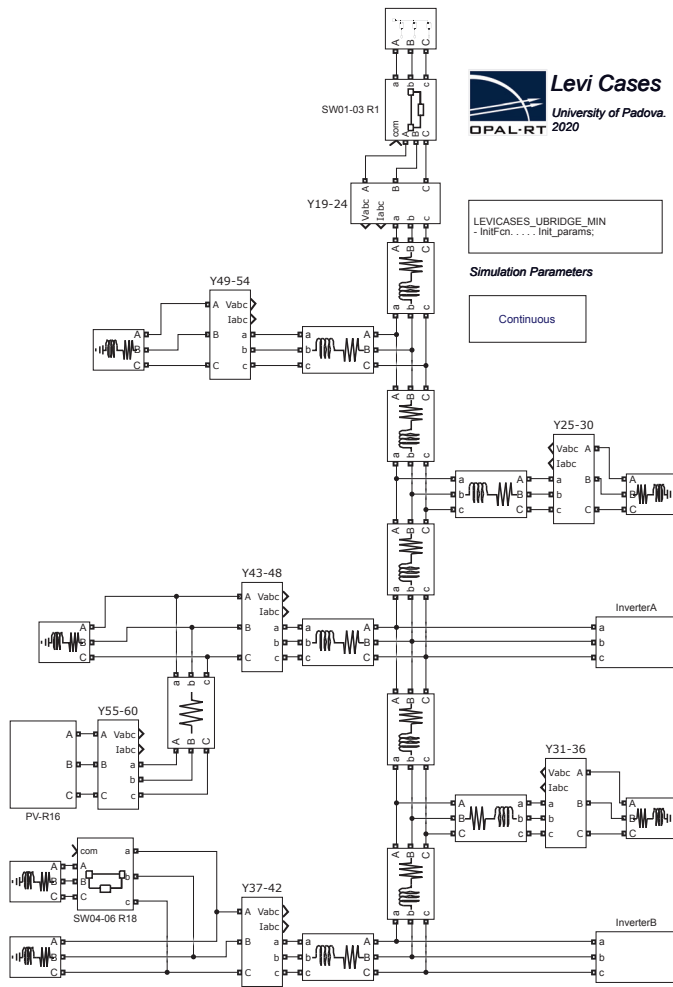 A B C
a b c
SW01-03 R1
com
A B C
Levi Cases
University of Padova.
2020
OPAL-RT
A B C
Y19-24
Vabc Iabc
a b c
LEVICASES_UBRIDGE_MIN
- InitFcn. . . . . Init_params;
Simulation Parameters
Continuous
Y49-54
A Vabc
Iabc
A B a a A
B b b B
C C c c C
A B C
a b c
Y25-30
Vabc A
Iabc
a A a B A
b B b B
c C c C C
A B C
a b c
Y43-48
A Vabc
Iabc
A B a a A
B b b B
C C c c C
InverterA
a
b
c
a b c
A B C
Y55-60
A A Vabc
Iabc
B B a
b
C C c
PV-R16
A B C
a b c
Y31-36
Vabc A
Iabc
A a a B A
B b b B
C c c C C
com a
A A
B B b
C C
c
SW04-06 R18
A B C
a b c
Y37-42
A Vabc
Iabc
A B a a A
B b b B
C C c c C
InverterB
a
b
c